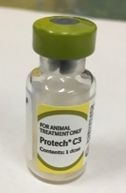 FOR ANIMAL
TREATMENT ONLY
Protech® C3
Contents: 1 dose